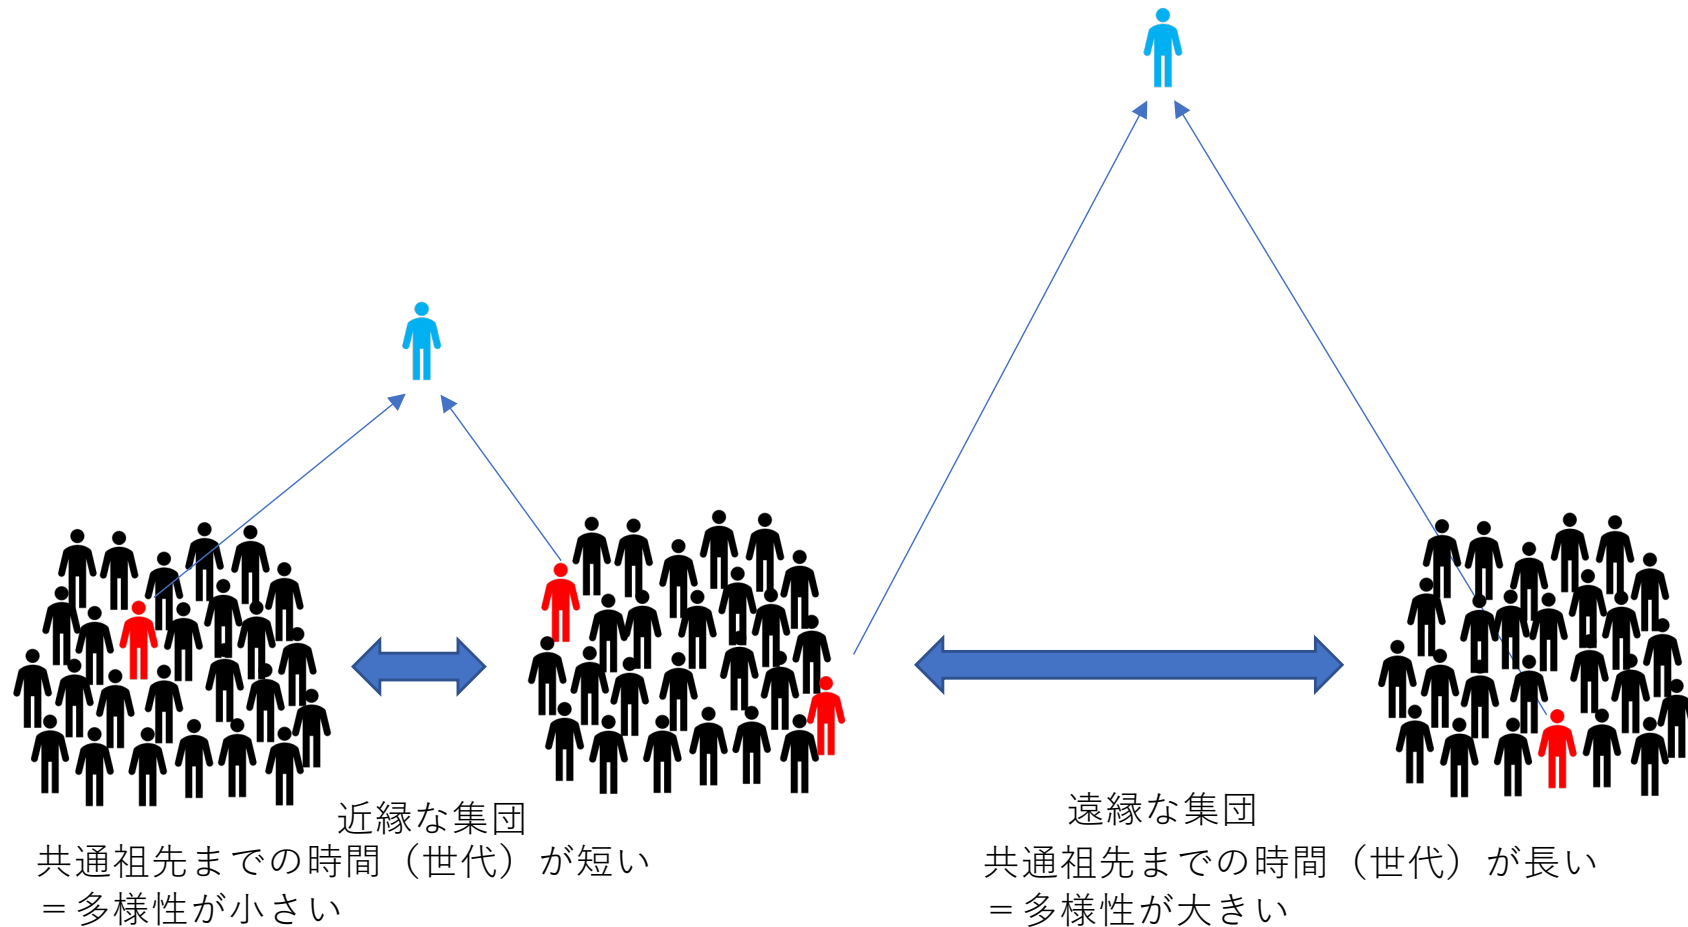 近縁な集団
共通祖先までの時間（世代）が短い
＝多様性が小さい
遠縁な集団
共通祖先までの時間（世代）が長い
＝多様性が大きい